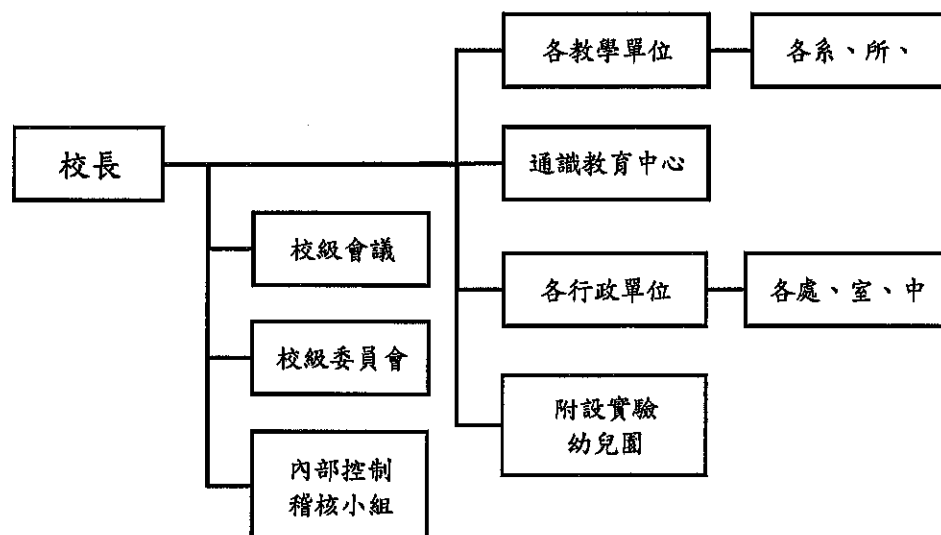 校長
校級會議
校級委員會
內部控制
稽核小組
各教學單位
各系、所、
通識教育中心
各行政單位
各處、室、中
附設實驗
幼兒園